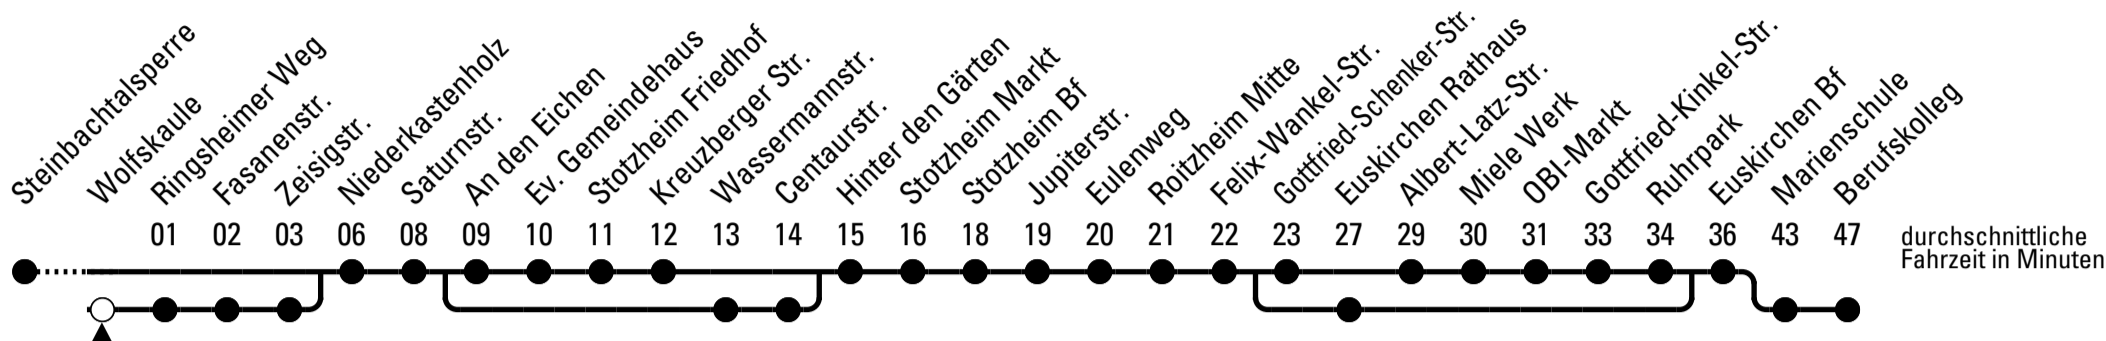 Steinbachtalsperre
Wolfskaule
Ringsheimer Weg
Fasanenstr.
Zeisigstr.
Niederkastenholz
Saturnstr.
An den Eichen
Ev. Gemeindehaus
Stotzheim Friedhof
Kreuzberger Str.
Wassermannstr.
Centaurstr.
Hinter den Gärten
Stotzheim Markt
Stotzheim Bf
Jupiterstr.
Eulenweg
Roitzheim Mitte
Felix-Wankel-Str.
Gottfried-Schenker-Str.
Euskirchen Rathaus
Albert-Latz-Str.
Miele Werk
OBI-Markt
Gottfried-Kinkel-Str.
Ruhrpark
Euskirchen Bf
Marienschule
Berufskolleg
01 02 03 06 08 09 10 11 12 13 14 15 16 18 19 20 21 22 23 27 29 30 31 33 34 36 43 47
durchschnittliche
Fahrzeit in Minuten